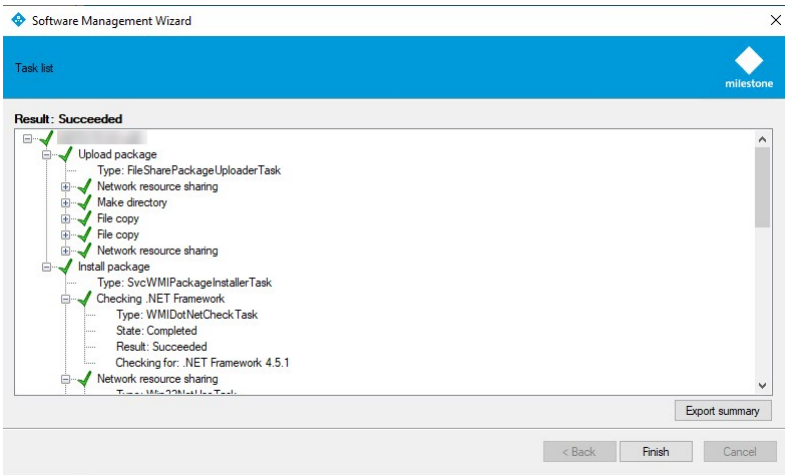 Software Management Wizard
Task list
milestone
Result: Succeeded
Upload package
Type: FileSharePackageUploaderTask
Network resource sharing
Make directory
File copy
File copy
Network resource sharing
Install package
Type: SvcWMIPackageInstallerTask
Checking .NET Framework
Type: WMIDotNetCheckTask
State: Completed
Result: Succeeded
Checking for: .NET Framework 4.5.1
Network resource sharing
Type: Win32NetUseTask
Export summary
< Back
Finish
Cancel